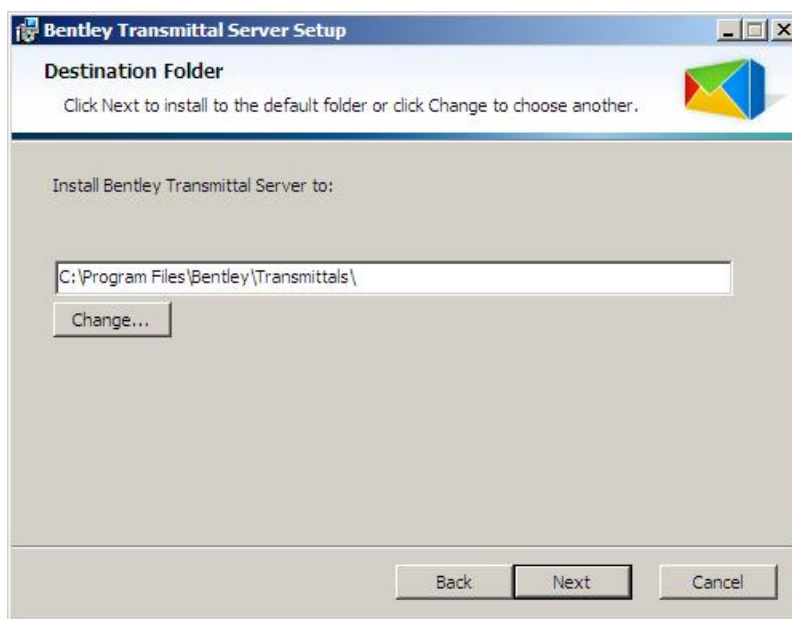 Bentley Transmittal Server Setup
Destination Folder
Click Next to install to the default folder or click Change to choose another.
Install Bentley Transmittal Server to:
C:\Program Files\Bentley\Transmittals\
Change...
Back Next Cancel